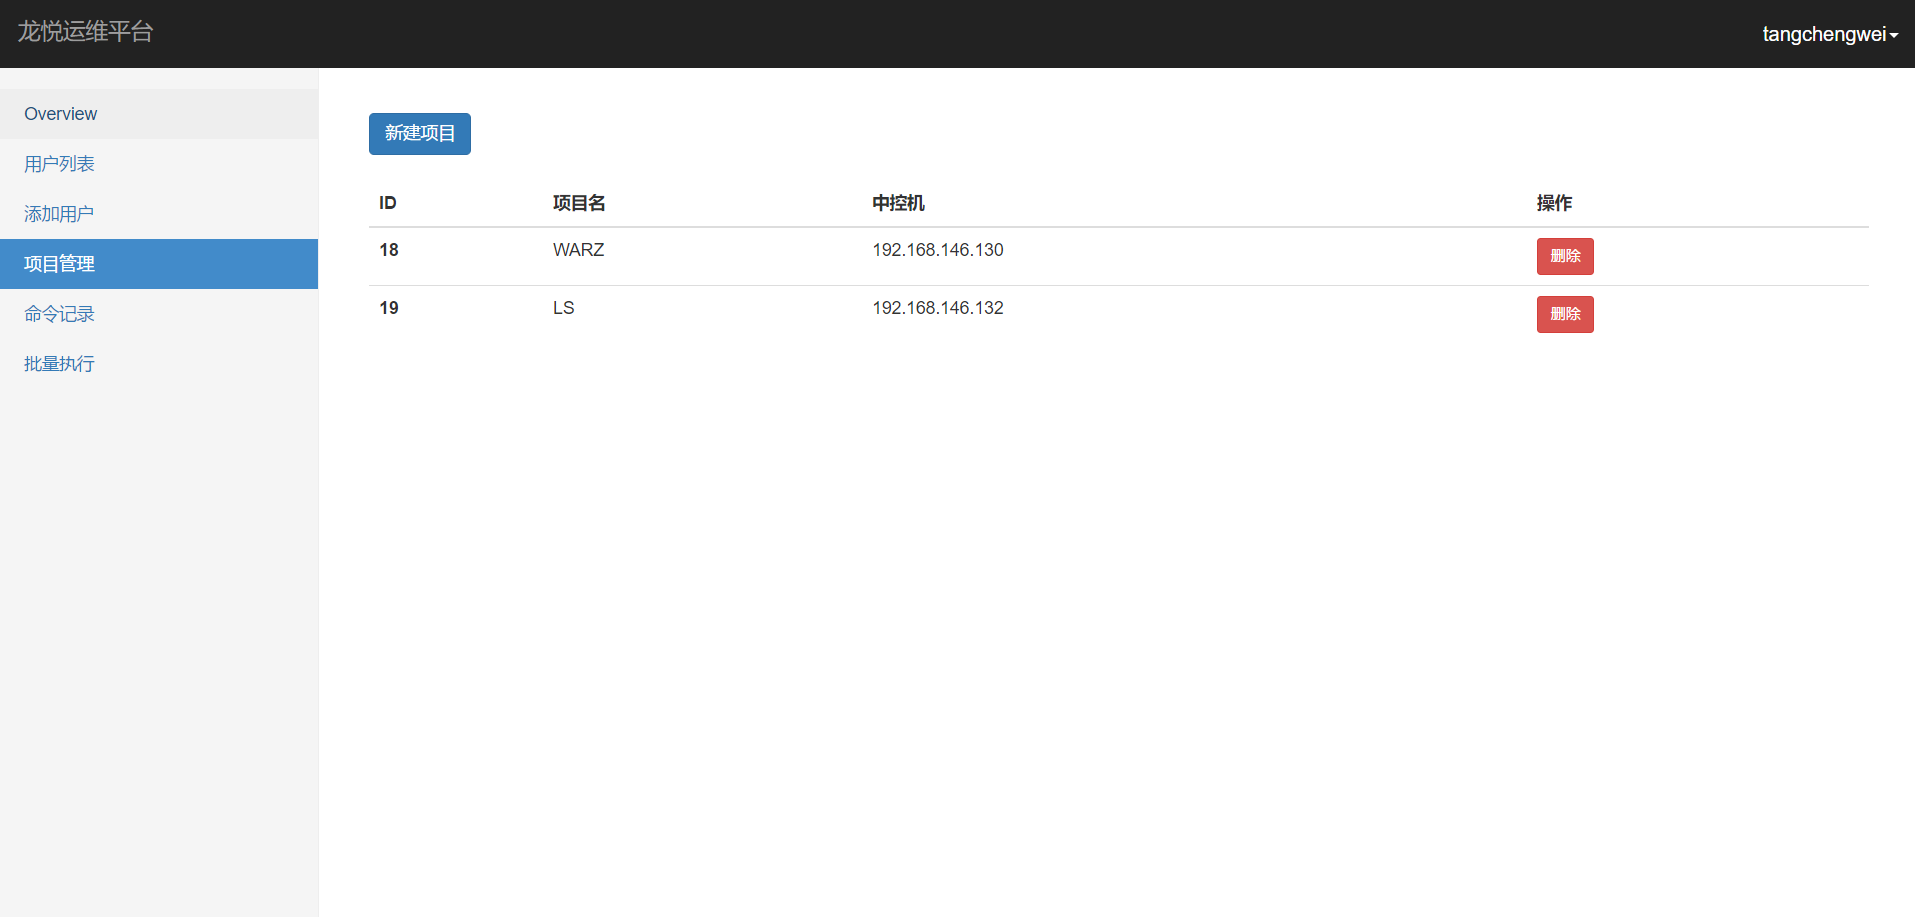 龙悦运维平台
tangchengwei
Overview
用户列表
添加用户
项目管理
命令记录
批量执行
新建项目
ID 项目名 中控机 操作
18 WARZ 192.168.146.130 删除
19 LS 192.168.146.132 删除